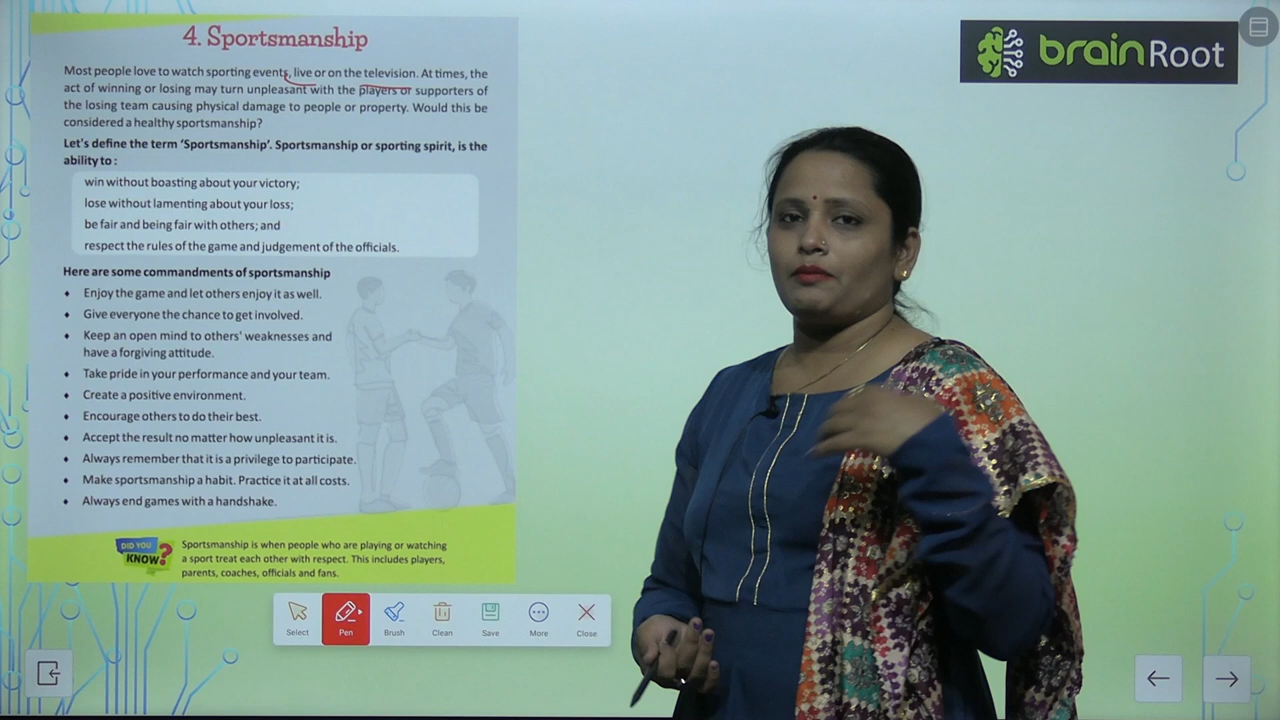 4. Sportsmanship
Most people love to watch sporting events, live or on the television. At times, the
act of winning or losing may turn unpleasant with the players or supporters of
the losing team causing physical damage to people or property. Would this be
considered a healthy sportsmanship?
Let's define the term 'Sportsmanship'. Sportsmanship or sporting spirit, is the
ability to :
win without boasting about your victory;
lose without lamenting about your loss;
be fair and being fair with others; and
respect the rules of the game and judgement of the officials.
Here are some commandments of sportsmanship
♦ Enjoy the game and let others enjoy it as well.
♦ Give everyone the chance to get involved.
♦ Keep an open mind to others' weaknesses and
have a forgiving attitude.
♦ Take pride in your performance and your team.
♦ Create a positive environment.
♦ Encourage others to do their best.
♦ Accept the result no matter how unpleasant it is.
♦ Always remember that it is a privilege to participate.
♦ Make sportsmanship a habit. Practice it at all costs.
♦ Always end games with a handshake.
DID YOU
KNOW?
Sportsmanship is when people who are playing or watching
a sport treat each other with respect. This includes players,
parents, coaches, officials and fans.
Select Pen Brush Clean Save More Close
brainRoot